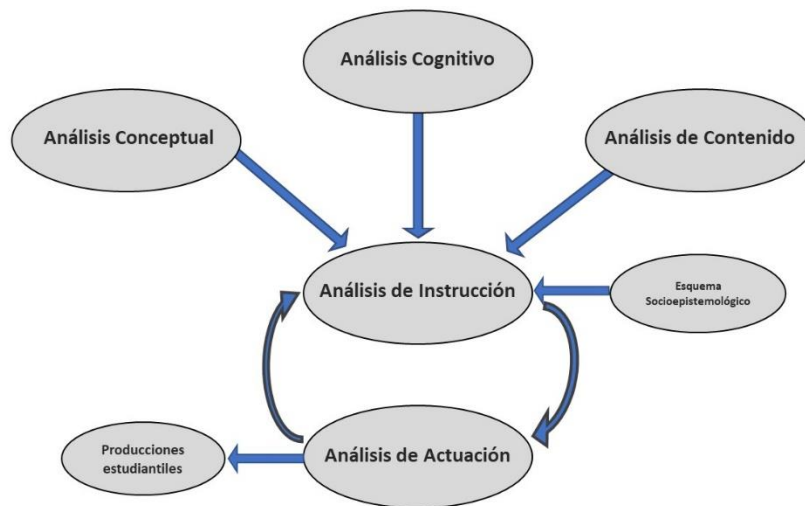 Análisis Cognitivo
Análisis Conceptual
Análisis de Contenido
Análisis de Instrucción
Esquema
Socioepistemológico
Producciones
estudiantiles
Análisis de Actuación